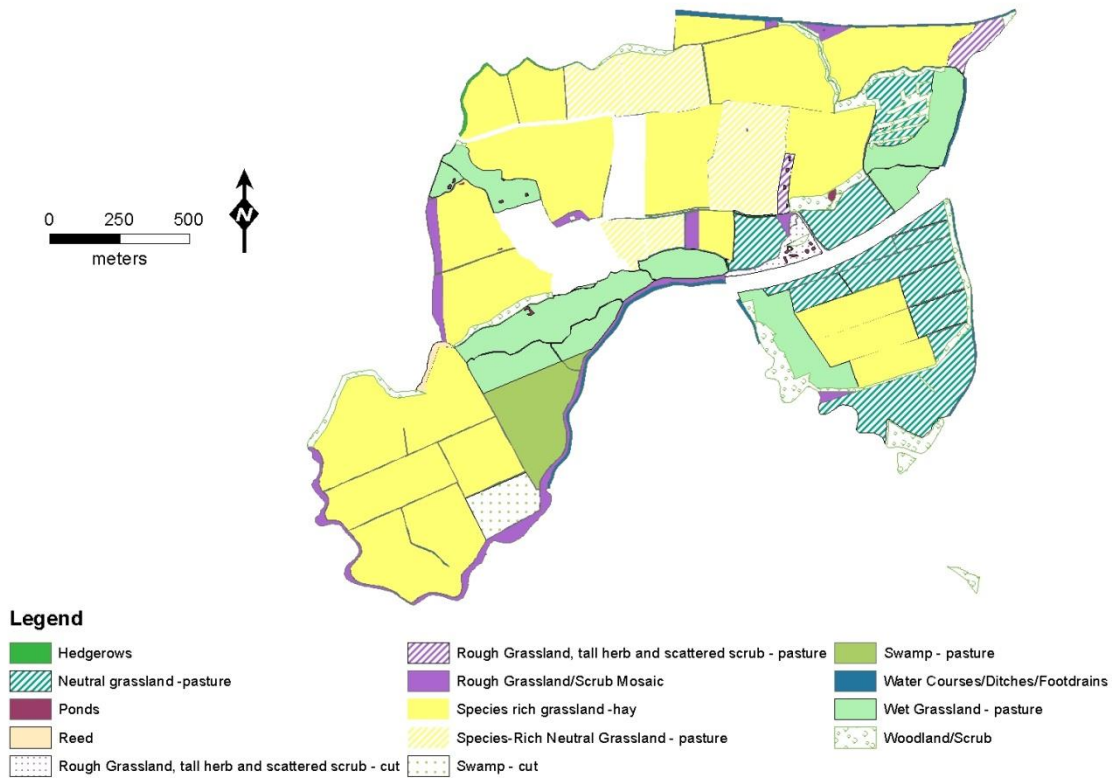 0 250 500
meters
N
Legend
Hedgerows
Neutral grassland -pasture
Ponds
Reed
Rough Grassland, tall herb and scattered scrub - cut
Rough Grassland, tall herb and scattered scrub - pasture
Rough Grassland/Scrub Mosaic
Species rich grassland -hay
Species-Rich Neutral Grassland - pasture
Swamp - cut
Swamp - pasture
Water Courses/Ditches/Footdrains
Wet Grassland - pasture
Woodland/Scrub